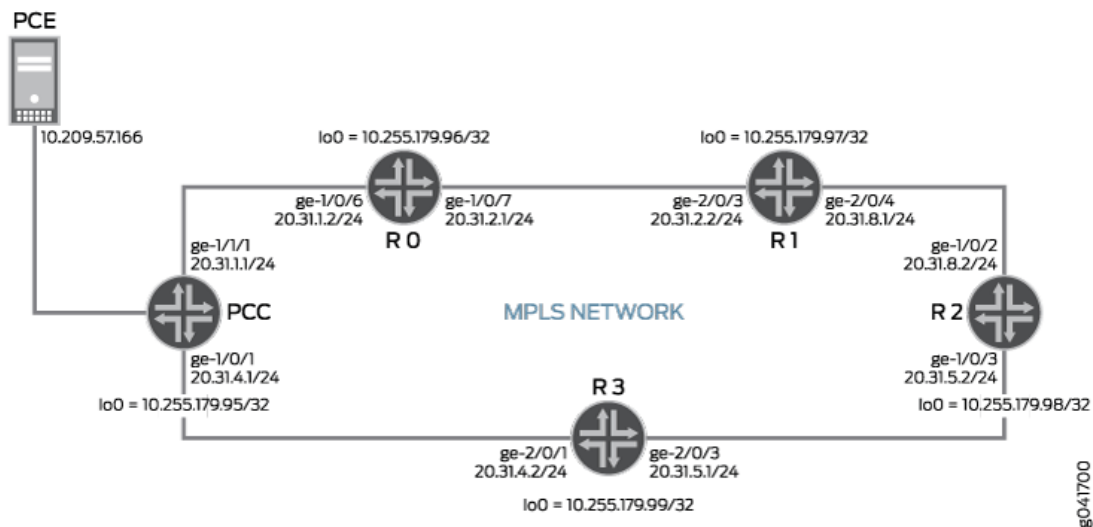 PCE
10.209.57.166
lo0 = 10.255.179.96/32
lo0 = 10.255.179.97/32
ge-1/0/6
20.31.1.2/24
ge-1/0/7
20.31.2.1/24
R 0
ge-2/0/3
20.31.2.2/24
ge-2/0/4
20.31.8.1/24
R 1
ge-1/1/1
20.31.1.1/24
ge-1/0/2
20.31.8.2/24
PCC
MPLS NETWORK
R 2
ge-1/0/1
20.31.4.1/24
ge-1/0/3
20.31.5.2/24
lo0 = 10.255.179.95/32
R 3
lo0 = 10.255.179.98/32
ge-2/0/1
20.31.4.2/24
ge-2/0/3
20.31.5.1/24
lo0 = 10.255.179.99/32
g041700